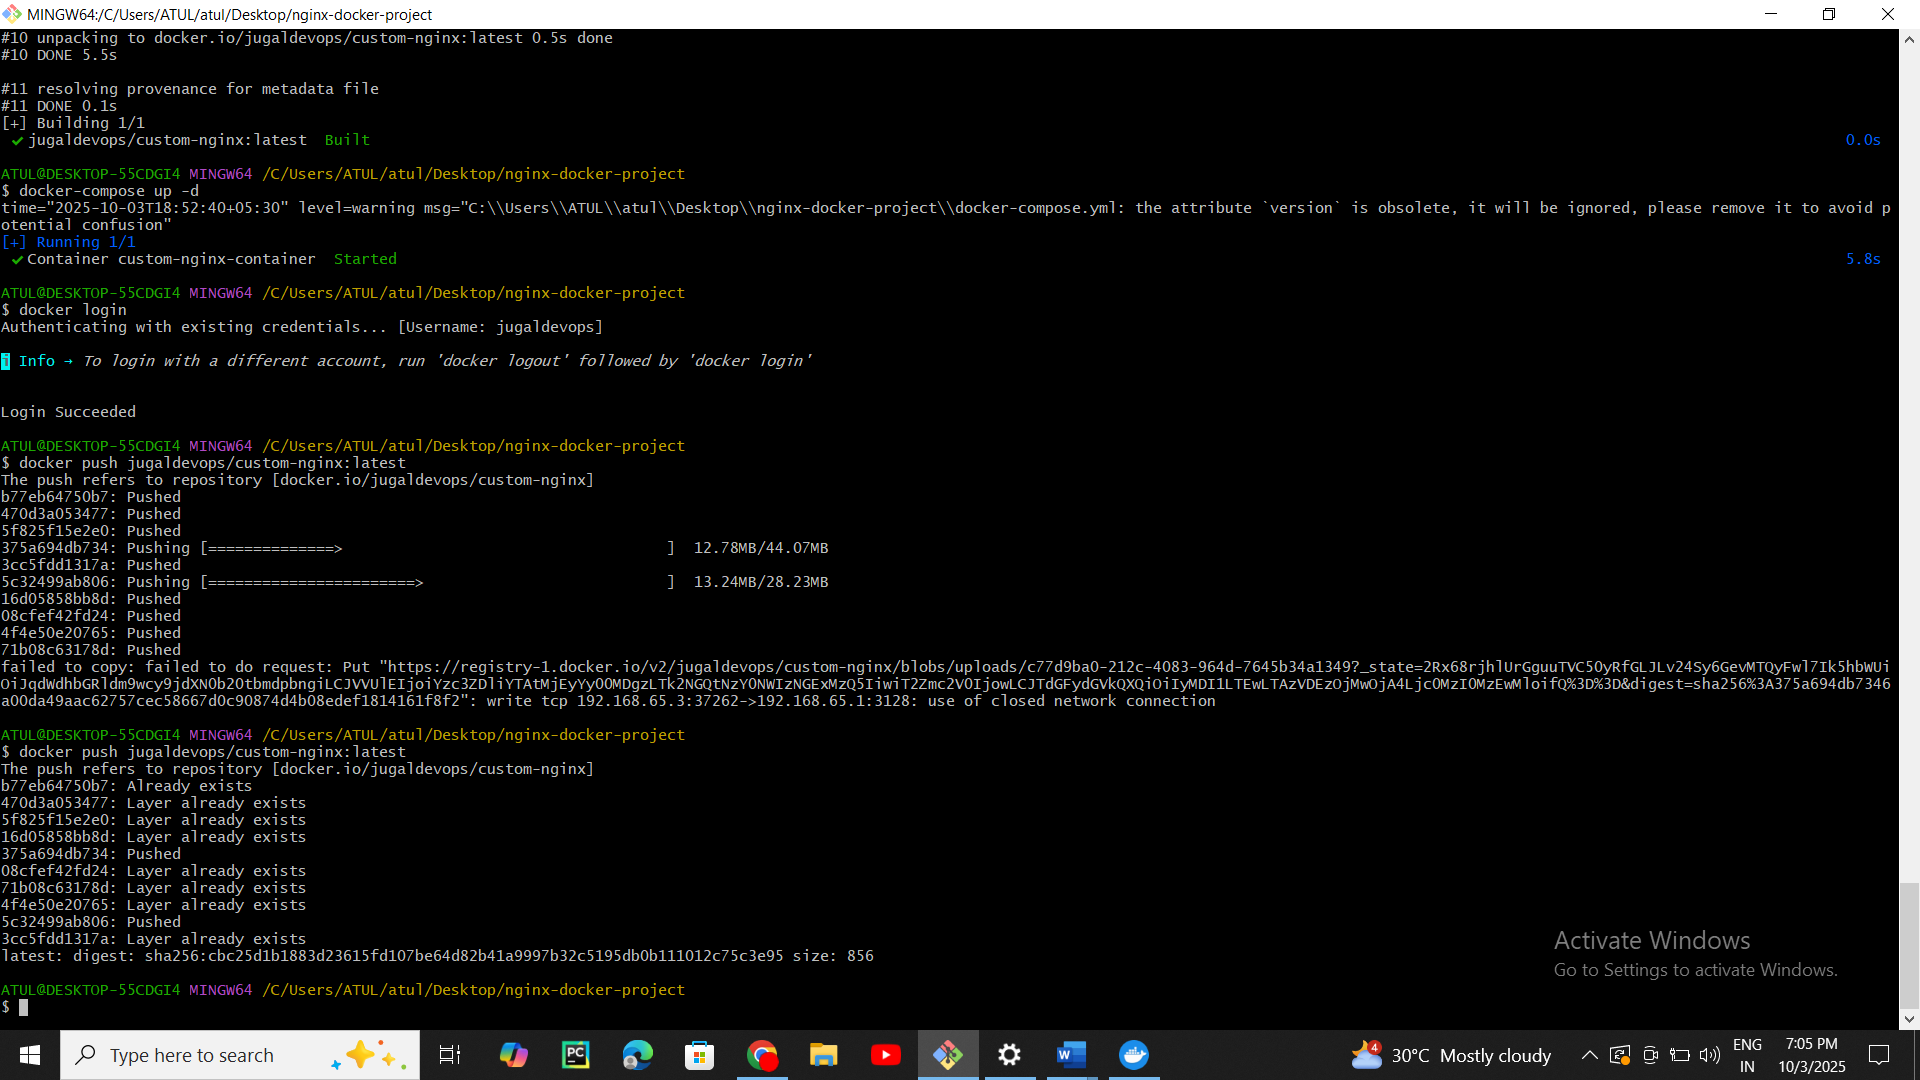 MINGW64:/C/Users/ATUL/atul/Desktop/nginx-docker-project
#10 unpacking to docker.io/jugaldevops/custom-nginx:latest 0.5s done
#10 DONE 5.5s
#11 resolving provenance for metadata file
#11 DONE 0.1s
[+] Building 1/1
✔ jugaldevops/custom-nginx:latest  Built 0.0s
ATUL@DESKTOP-55CDGI4 MINGW64 /C/Users/ATUL/atul/Desktop/nginx-docker-project
$ docker-compose up -d
time="2025-10-03T18:52:40+05:30" level=warning msg="C:\\Users\\ATUL\\atul\\Desktop\\nginx-docker-project\\docker-compose.yml: the attribute `version` is obsolete, it will be ignored, please remove it to avoid p
otential confusion"
[+] Running 1/1
✔ Container custom-nginx-container  Started 5.8s
ATUL@DESKTOP-55CDGI4 MINGW64 /C/Users/ATUL/atul/Desktop/nginx-docker-project
$ docker login
Authenticating with existing credentials... [Username: jugaldevops]
i Info → To login with a different account, run 'docker logout' followed by 'docker login'
Login Succeeded
ATUL@DESKTOP-55CDGI4 MINGW64 /C/Users/ATUL/atul/Desktop/nginx-docker-project
$ docker push jugaldevops/custom-nginx:latest
The push refers to repository [docker.io/jugaldevops/custom-nginx]
b77eb64750b7: Pushed
470d3a053477: Pushed
5f825f15e2e0: Pushed
375a694db734: Pushing [==============>                                    ]  12.78MB/44.07MB
3cc5fdd1317a: Pushed
5c32499ab806: Pushing [=======================>                           ]  13.24MB/28.23MB
16d05858bb8d: Pushed
08cfef42fd24: Pushed
4f4e50e20765: Pushed
71b08c63178d: Pushed
failed to copy: failed to do request: Put "https://registry-1.docker.io/v2/jugaldevops/custom-nginx/blobs/uploads/c77d9ba0-212c-4083-964d-7645b34a1349?_state=
a00da49aac62757cec58667d0c90874d4b08edef1814161f8f2": write tcp 192.168.65.3:37262->192.168.65.1:3128: use of closed network connection
ATUL@DESKTOP-55CDGI4 MINGW64 /C/Users/ATUL/atul/Desktop/nginx-docker-project
$ docker push jugaldevops/custom-nginx:latest
The push refers to repository [docker.io/jugaldevops/custom-nginx]
b77eb64750b7: Already exists
470d3a053477: Layer already exists
5f825f15e2e0: Layer already exists
16d05858bb8d: Layer already exists
375a694db734: Pushed
08cfef42fd24: Layer already exists
71b08c63178d: Layer already exists
4f4e50e20765: Layer already exists
5c32499ab806: Pushed
3cc5fdd1317a: Layer already exists
latest: digest: sha256:cbc25d1b1883d23615fd107be64d82b41a9997b32c5195db0b111012c75c3e95 size: 856
ATUL@DESKTOP-55CDGI4 MINGW64 /C/Users/ATUL/atul/Desktop/nginx-docker-project
$
Activate Windows
Go to Settings to activate Windows.
Type here to search
PC
W
4
30°C Mostly cloudy
ENG
IN
7:05 PM
10/3/2025